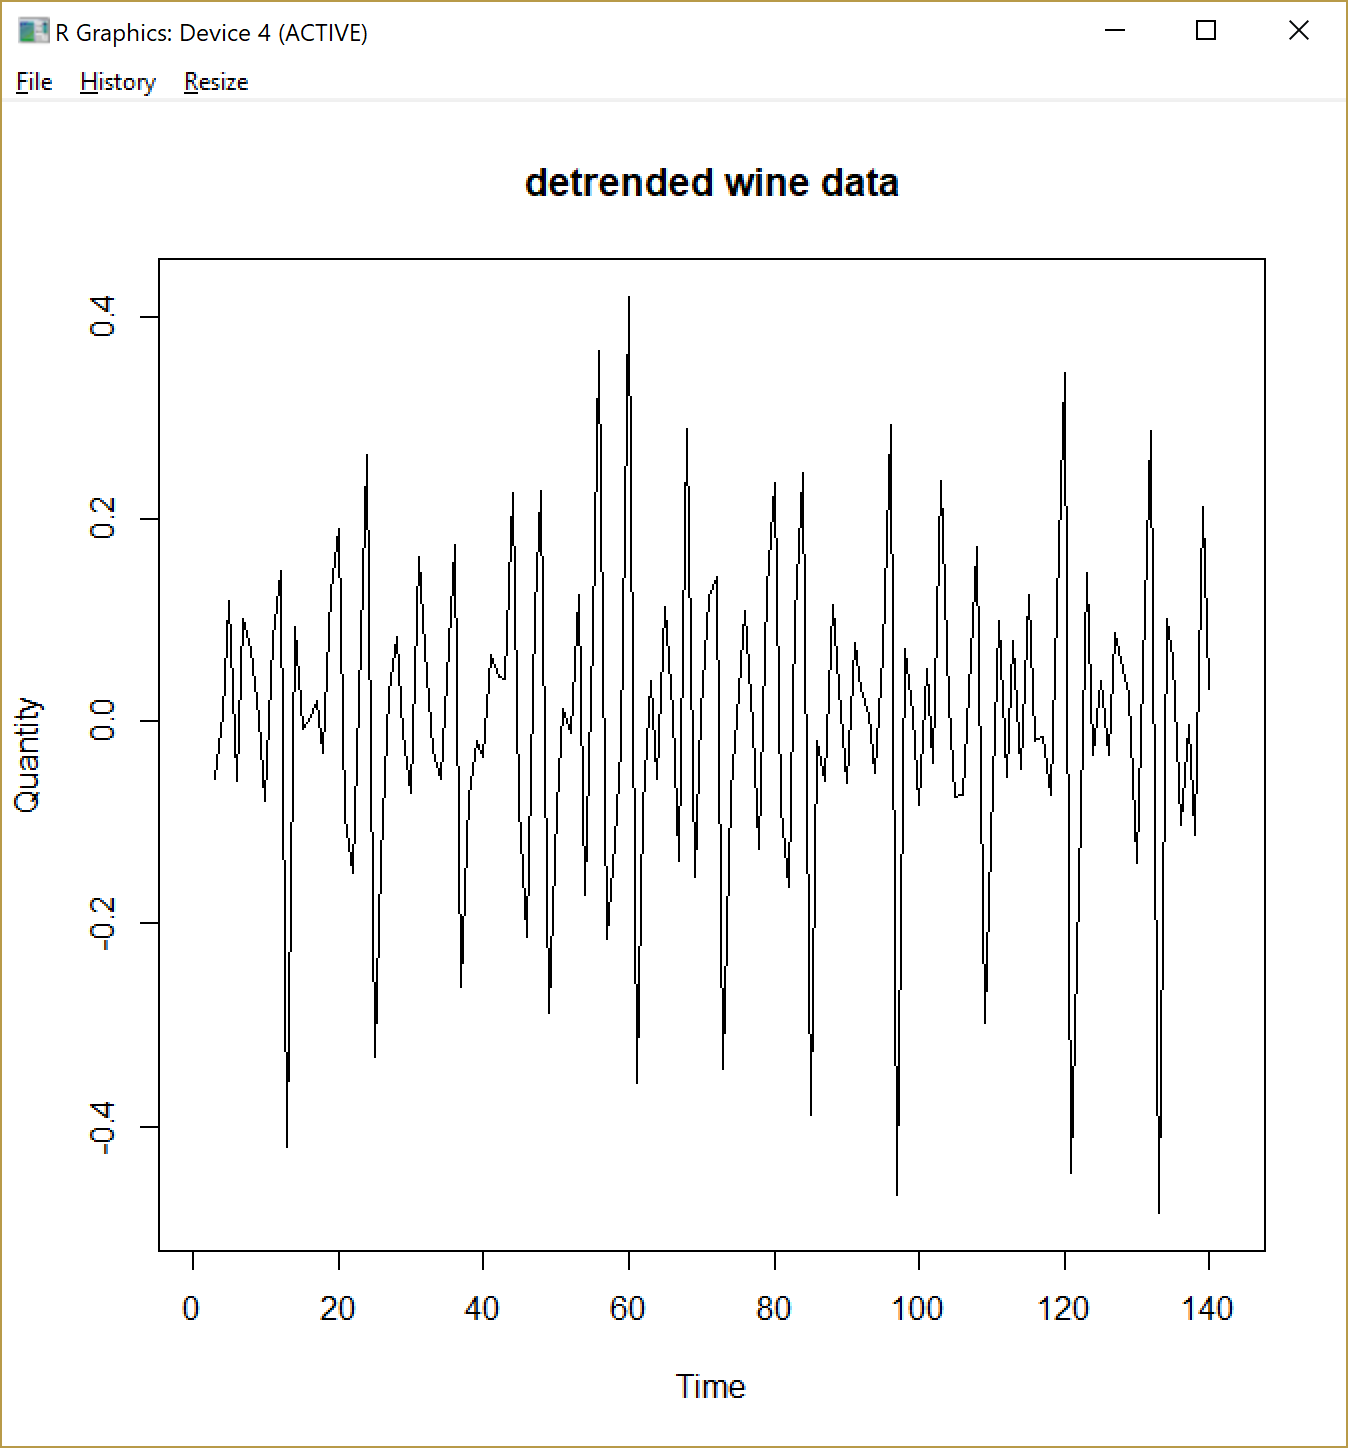 R Graphics: Device 4 (ACTIVE)
File History Resize
detrended wine data
Quantity
0.4
0.2
0.0
-0.2
-0.4
0 20 40 60 80 100 120 140
Time